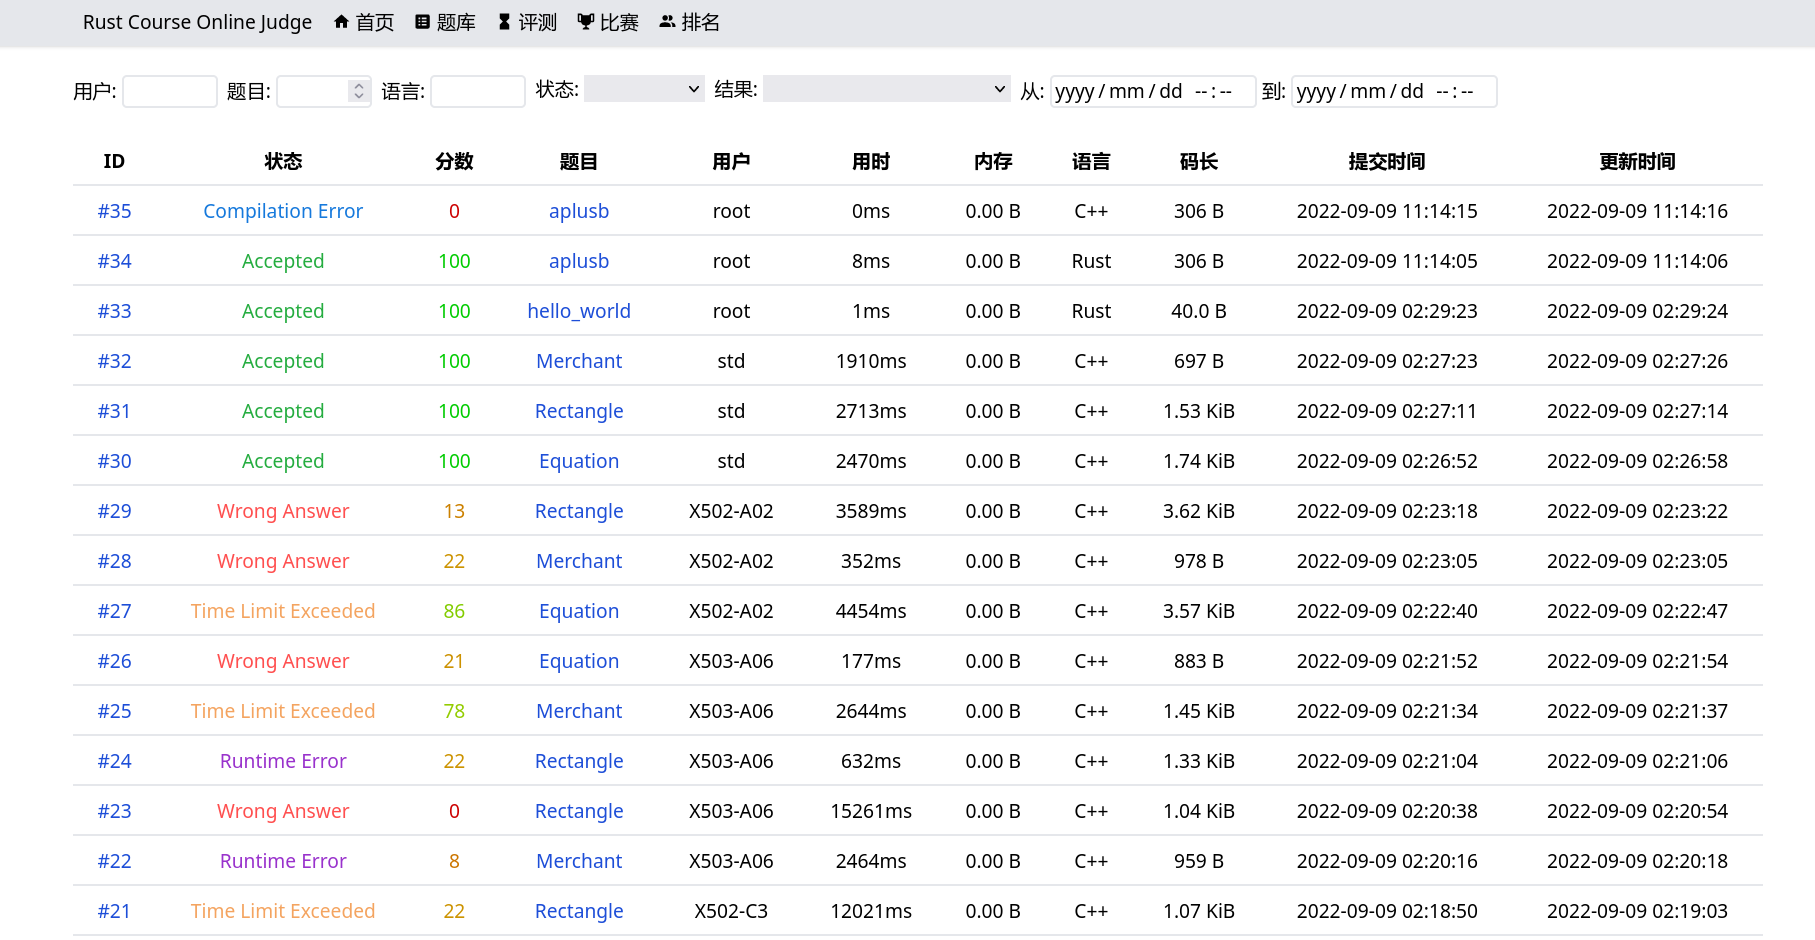 Rust Course Online Judge 首页 题库 评测 比赛 排名
用户: 题目: 语言: 状态: 结果: 从: yyyy/mm/dd --:-- 到: yyyy/mm/dd --:--
ID 状态 分数 题目 用户 用时 内存 语言 码长 提交时间 更新时间
#35 Compilation Error 0 aplusb root 0ms 0.00 B C++ 306 B 2022-09-09 11:14:15 2022-09-09 11:14:16
#34 Accepted 100 aplusb root 8ms 0.00 B Rust 306 B 2022-09-09 11:14:05 2022-09-09 11:14:06
#33 Accepted 100 hello_world root 1ms 0.00 B Rust 40.0 B 2022-09-09 02:29:23 2022-09-09 02:29:24
#32 Accepted 100 Merchant std 1910ms 0.00 B C++ 697 B 2022-09-09 02:27:23 2022-09-09 02:27:26
#31 Accepted 100 Rectangle std 2713ms 0.00 B C++ 1.53 KiB 2022-09-09 02:27:11 2022-09-09 02:27:14
#30 Accepted 100 Equation std 2470ms 0.00 B C++ 1.74 KiB 2022-09-09 02:26:52 2022-09-09 02:26:58
#29 Wrong Answer 13 Rectangle X502-A02 3589ms 0.00 B C++ 3.62 KiB 2022-09-09 02:23:18 2022-09-09 02:23:22
#28 Wrong Answer 22 Merchant X502-A02 352ms 0.00 B C++ 978 B 2022-09-09 02:23:05 2022-09-09 02:23:05
#27 Time Limit Exceeded 86 Equation X502-A02 4454ms 0.00 B C++ 3.57 KiB 2022-09-09 02:22:40 2022-09-09 02:22:47
#26 Wrong Answer 21 Equation X503-A06 177ms 0.00 B C++ 883 B 2022-09-09 02:21:52 2022-09-09 02:21:54
#25 Time Limit Exceeded 78 Merchant X503-A06 2644ms 0.00 B C++ 1.45 KiB 2022-09-09 02:21:34 2022-09-09 02:21:37
#24 Runtime Error 22 Rectangle X503-A06 632ms 0.00 B C++ 1.33 KiB 2022-09-09 02:21:04 2022-09-09 02:21:06
#23 Wrong Answer 0 Rectangle X503-A06 15261ms 0.00 B C++ 1.04 KiB 2022-09-09 02:20:38 2022-09-09 02:20:54
#22 Runtime Error 8 Merchant X503-A06 2464ms 0.00 B C++ 959 B 2022-09-09 02:20:16 2022-09-09 02:20:18
#21 Time Limit Exceeded 22 Rectangle X502-C3 12021ms 0.00 B C++ 1.07 KiB 2022-09-09 02:18:50 2022-09-09 02:19:03